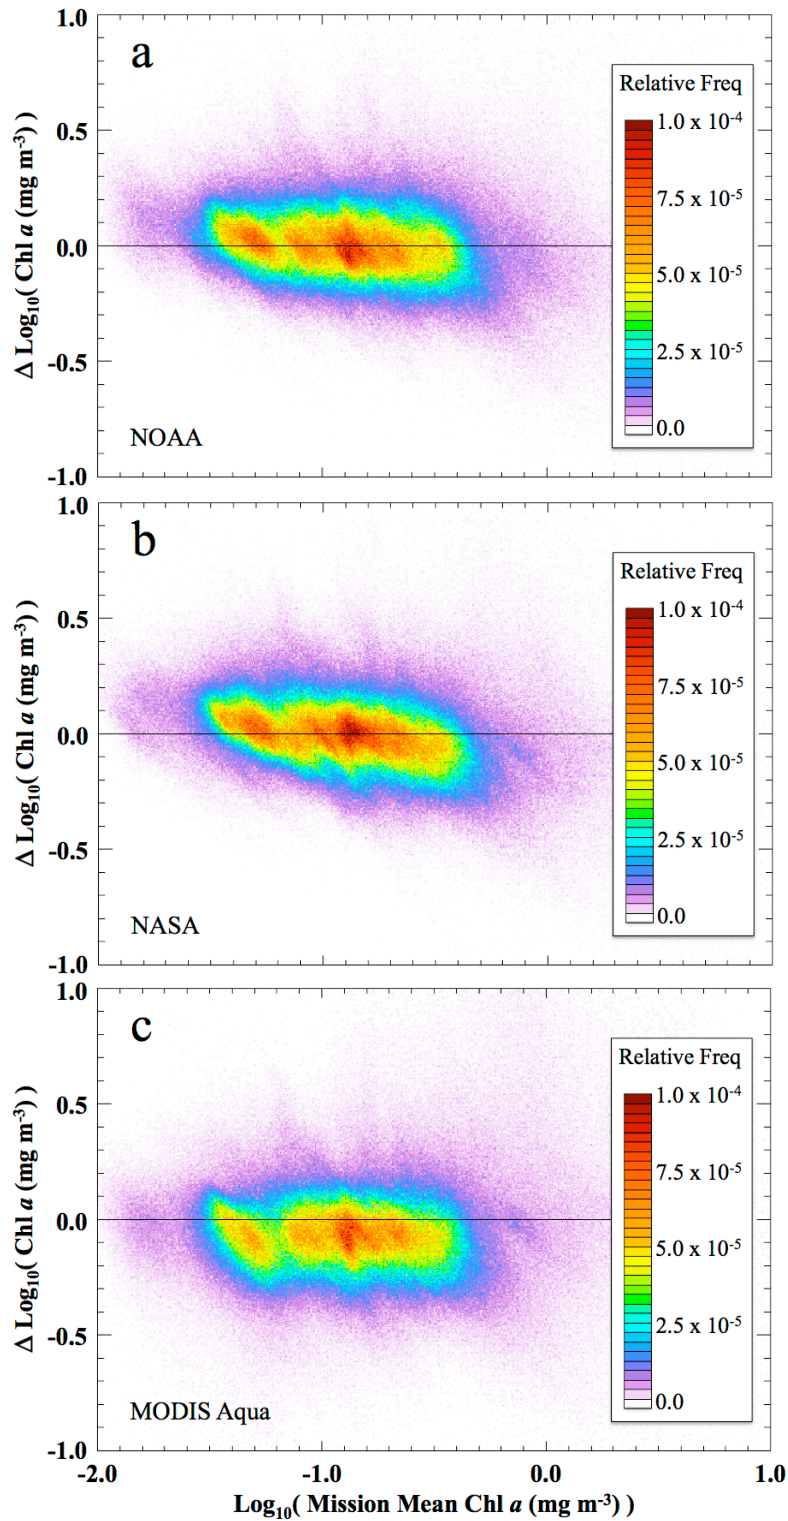 1.0
a
Relative Freq
1.0 x 10-4
0.5
7.5 x 10-5
Δ Log10( Chl a (mg m-3) )
0.0
5.0 x 10-5
2.5 x 10-5
-0.5
0.0
NOAA
-1.0
1.0
b
Relative Freq
1.0 x 10-4
0.5
7.5 x 10-5
Δ Log10( Chl a (mg m-3) )
0.0
5.0 x 10-5
2.5 x 10-5
-0.5
0.0
NASA
-1.0
1.0
c
Relative Freq
1.0 x 10-4
0.5
7.5 x 10-5
Δ Log10( Chl a (mg m-3) )
0.0
5.0 x 10-5
2.5 x 10-5
-0.5
0.0
MODIS Aqua
-1.0
-2.0 -1.0 0.0 1.0
Log10( Mission Mean Chl a (mg m-3) )